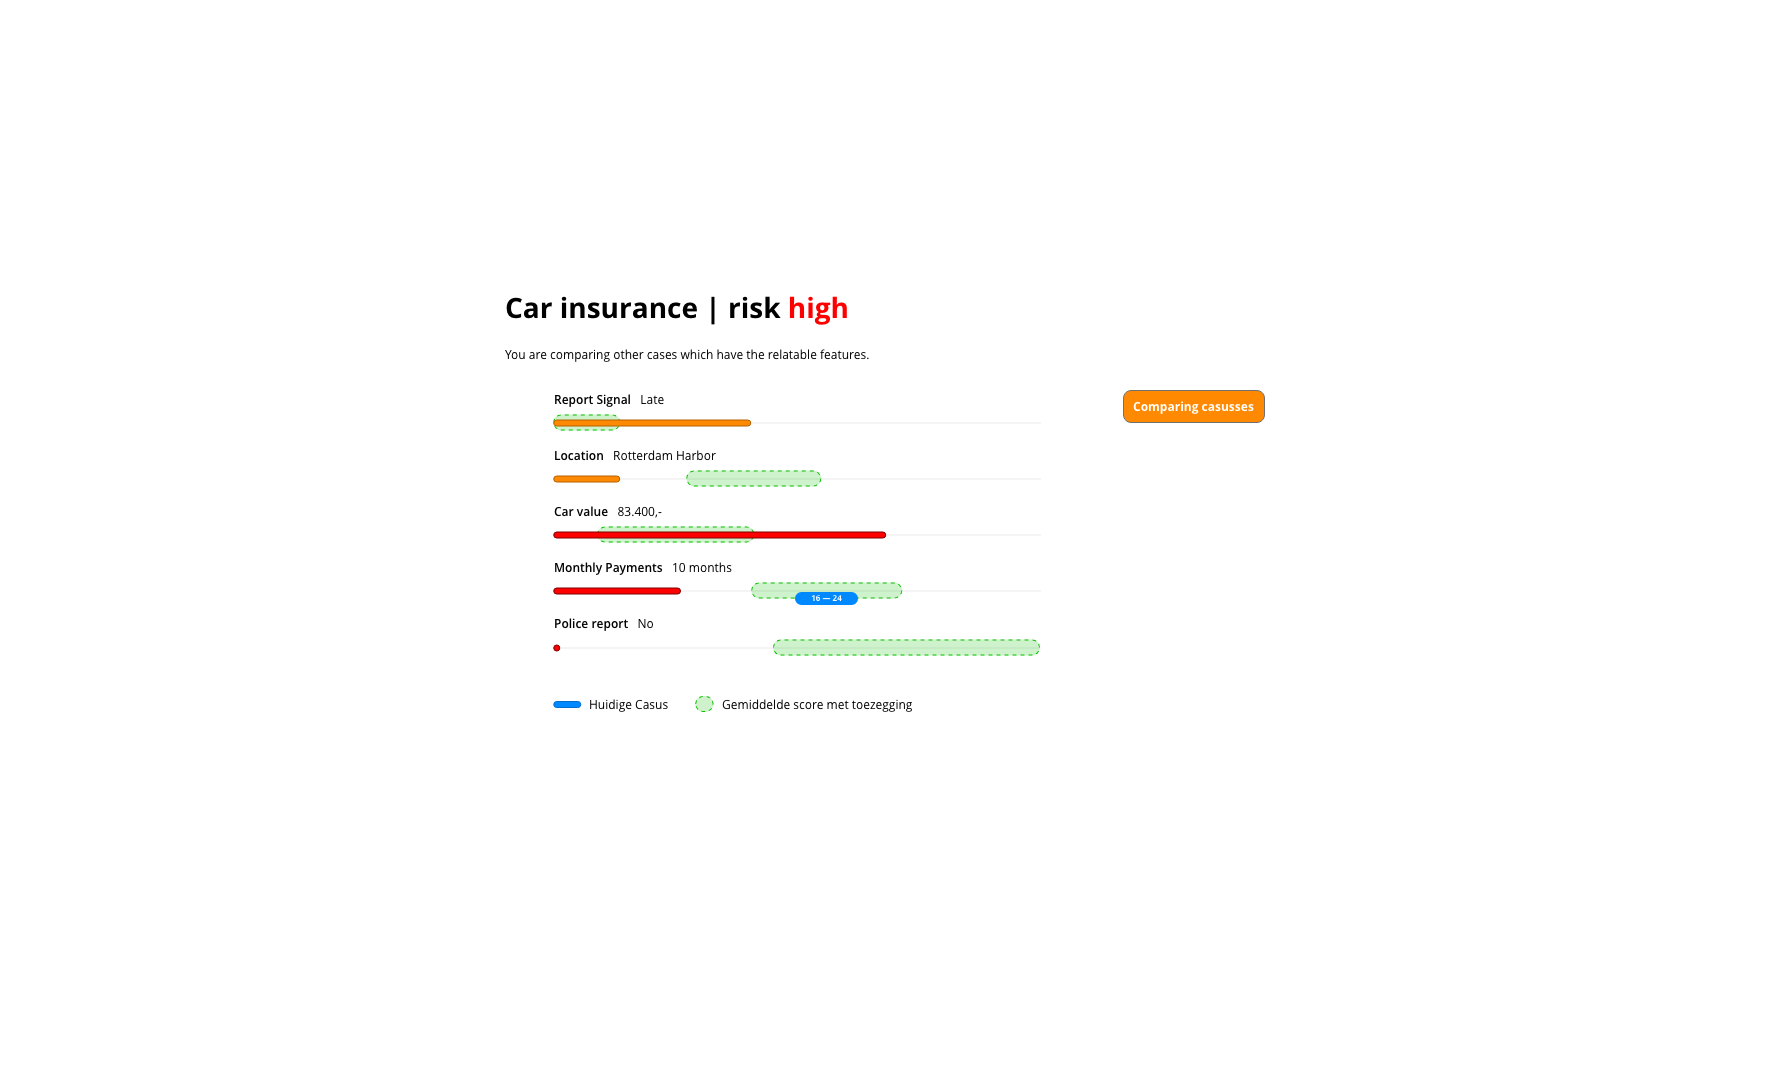 Car insurance | risk high
You are comparing other cases which have the relatable features.
Report Signal Late
Comparing casusses
Location Rotterdam Harbor
Car value 83.400,-
Monthly Payments 10 months
16 — 24
Police report No
Huidige Casus
Gemiddelde score met toezegging